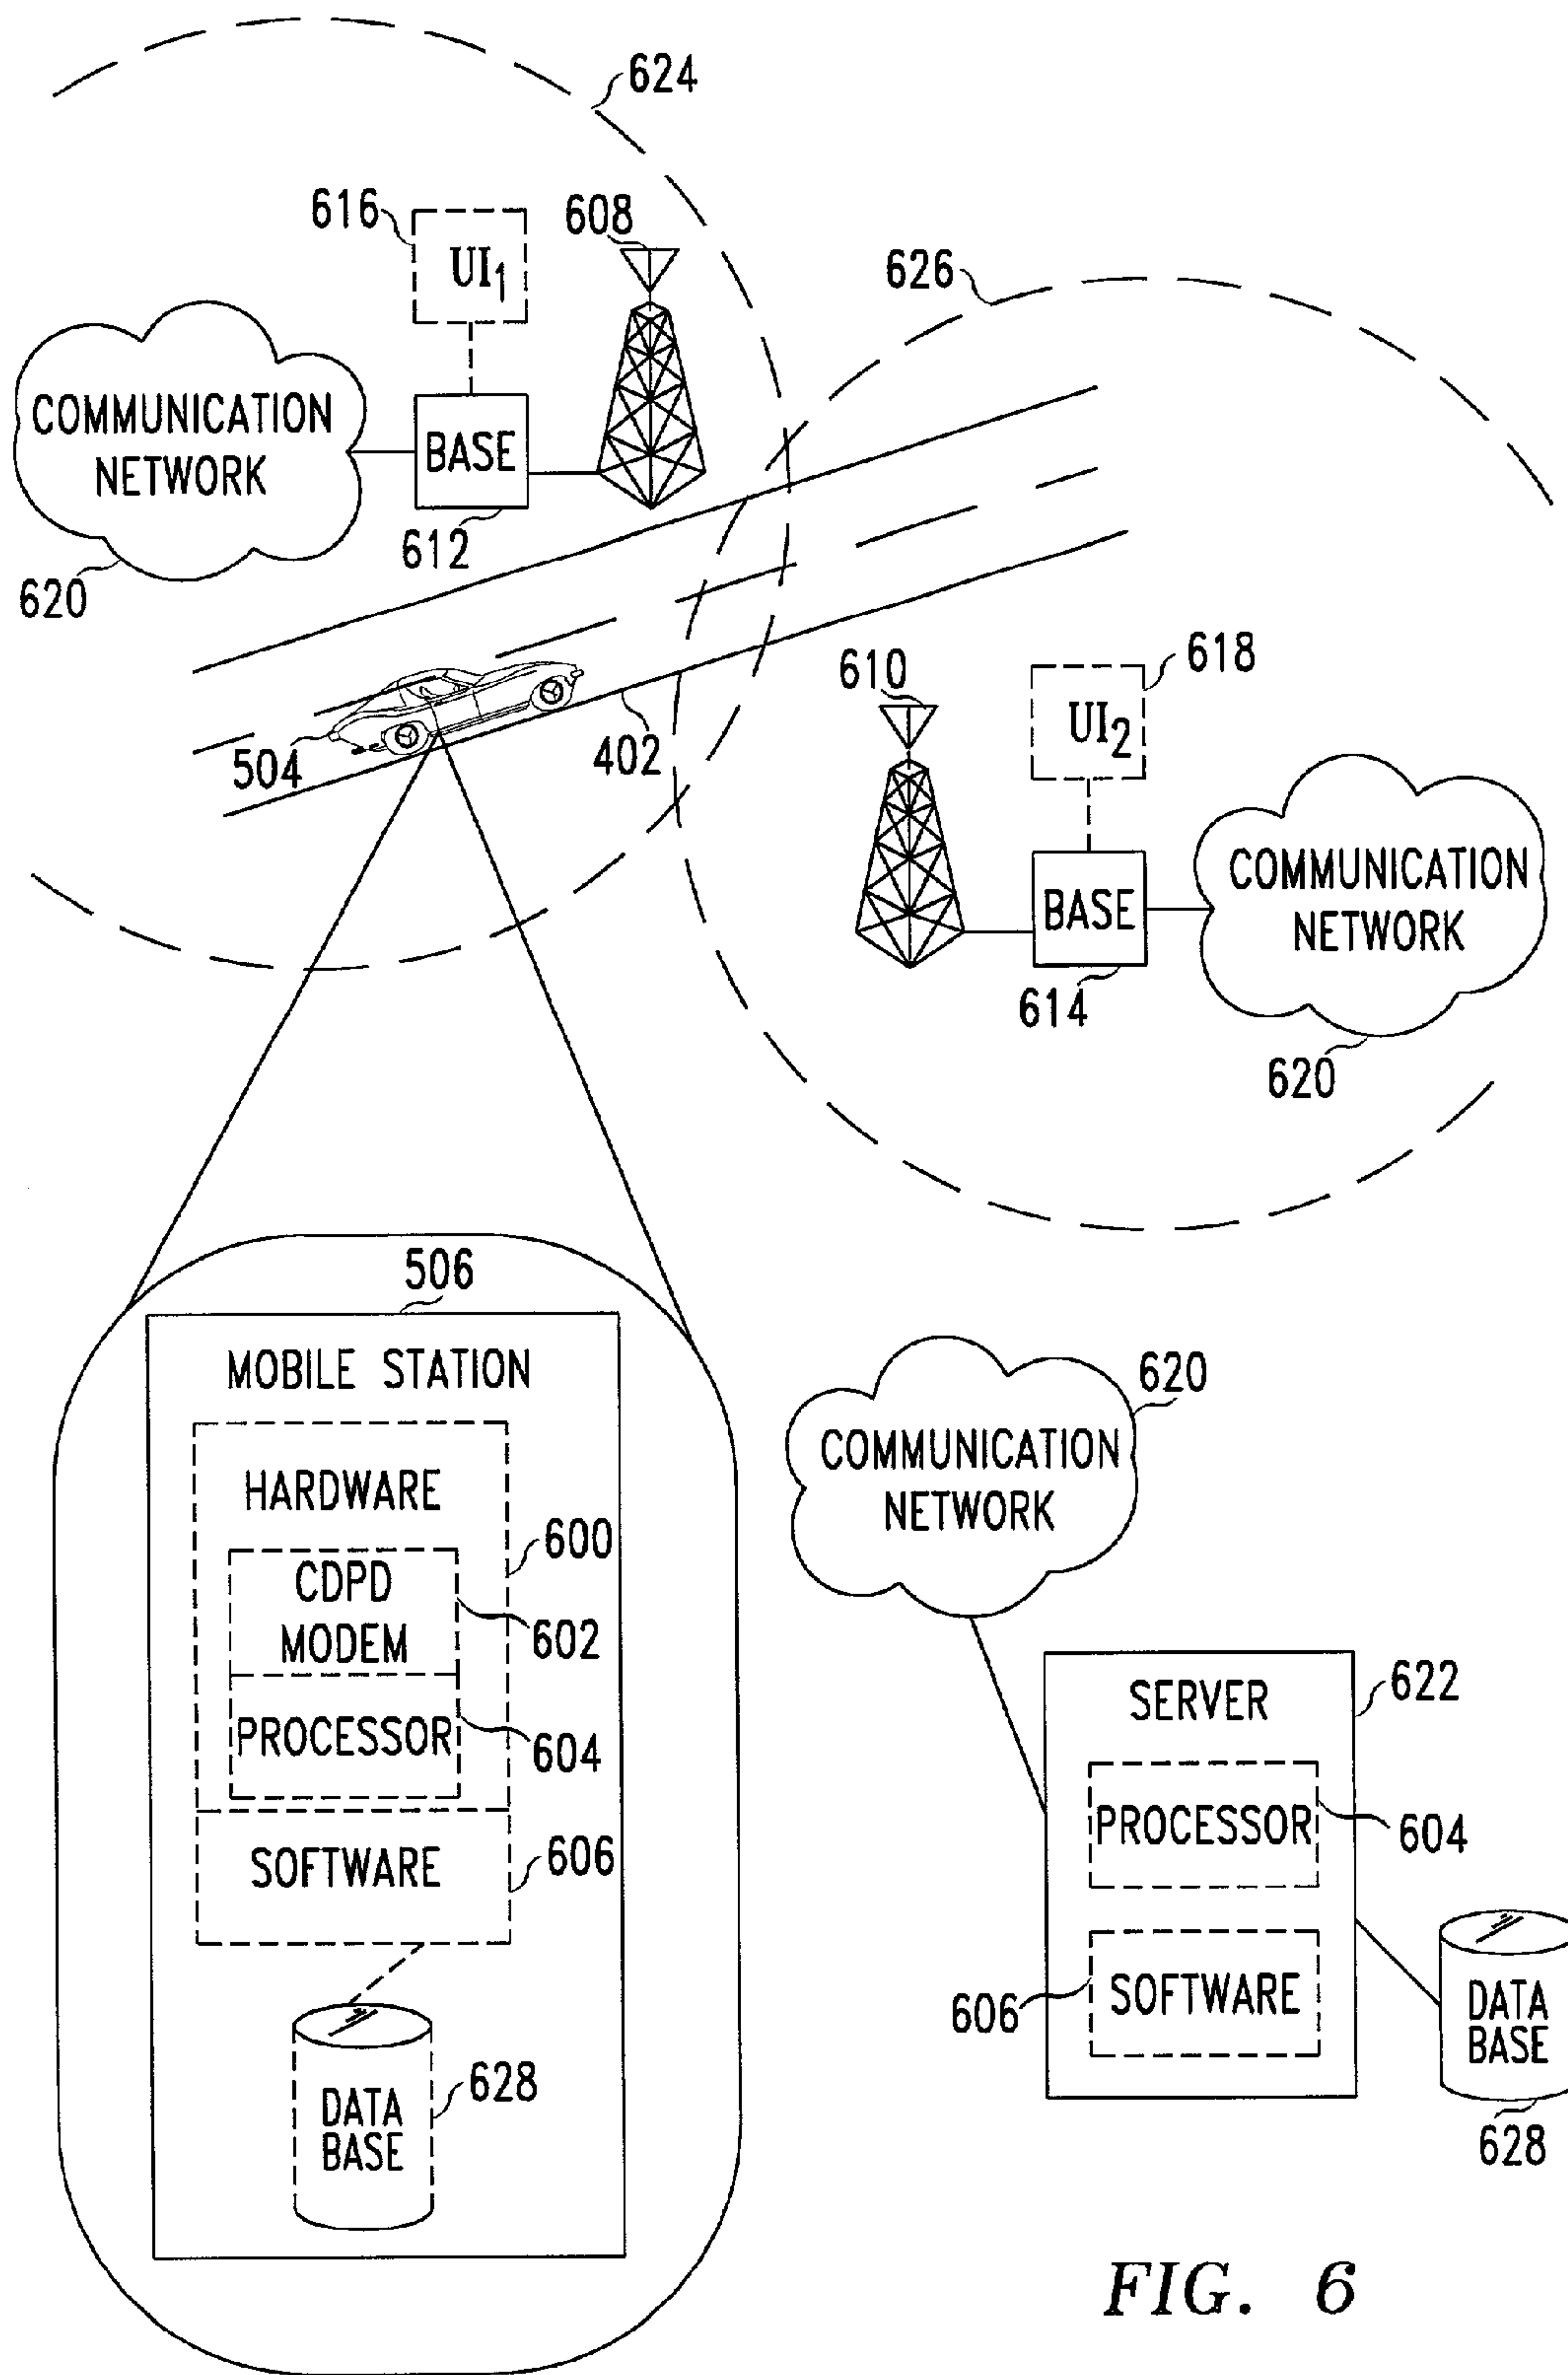 624
616
608
UI1
626
COMMUNICATION
NETWORK
BASE
612
620
504
402
610
618
UI2
BASE
COMMUNICATION
NETWORK
614
620
506
MOBILE STATION
HARDWARE
600
CDPD
MODEM
602
PROCESSOR
604
SOFTWARE
606
DATA
BASE
628
620
COMMUNICATION
NETWORK
622
SERVER
PROCESSOR
604
606
SOFTWARE
DATA
BASE
628
FIG. 6